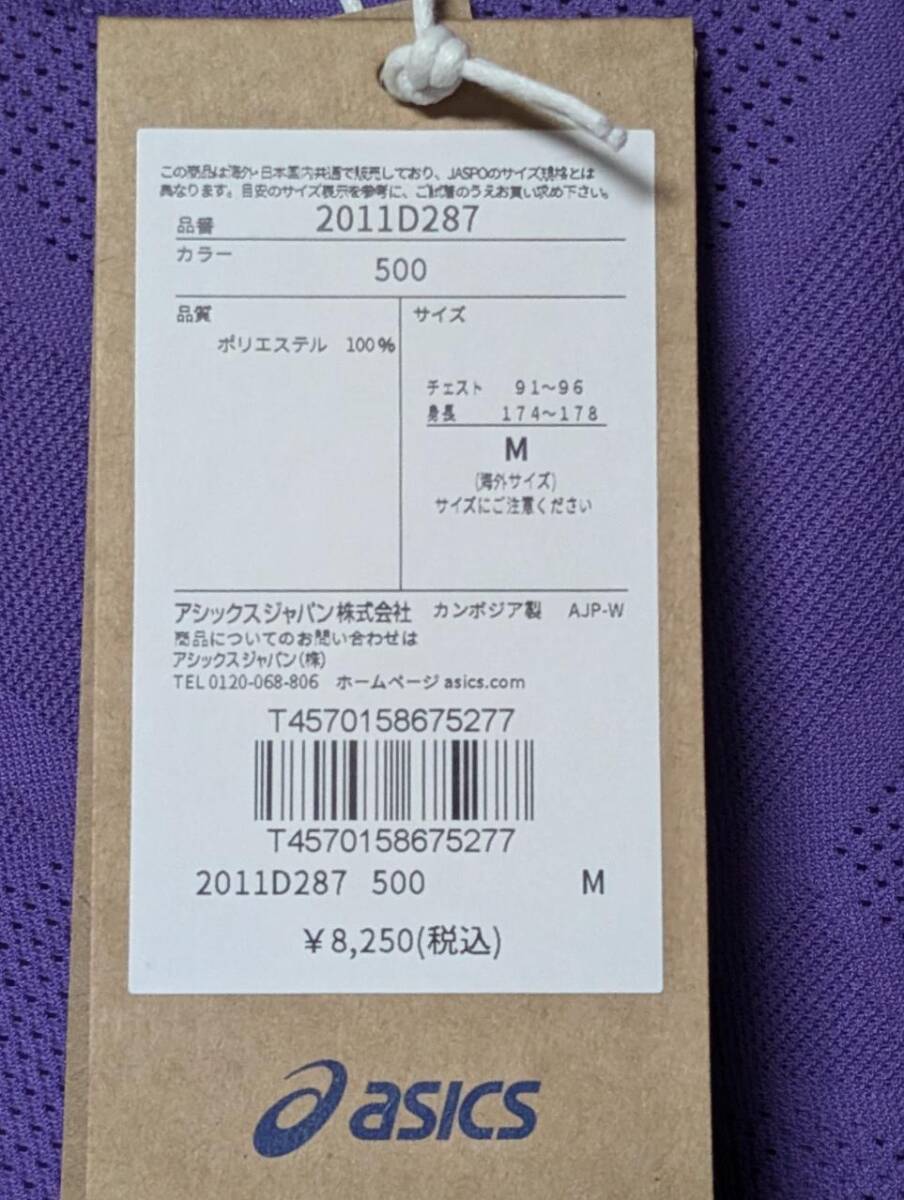 この商品は海外・日本国内共通で販売しており、JASPOのサイズ規格とは
異なります。目安のサイズ表示を参考に、ご試着のうえお買い求め下さい。
品番 2011D287
カラー
500
品質
ポリエステル 100%
サイズ
チェスト 91～96
身長 174～178
M
(海外サイズ)
サイズにご注意ください
アシックスジャパン株式会社 カンボジア製 AJP-W
商品についてのお問い合わせは
アシックスジャパン(株)
TEL 0120-068-806 ホームページ asics.com
T4570158675277
T4570158675277
2011D287 500 M
¥8,250(税込)
asics